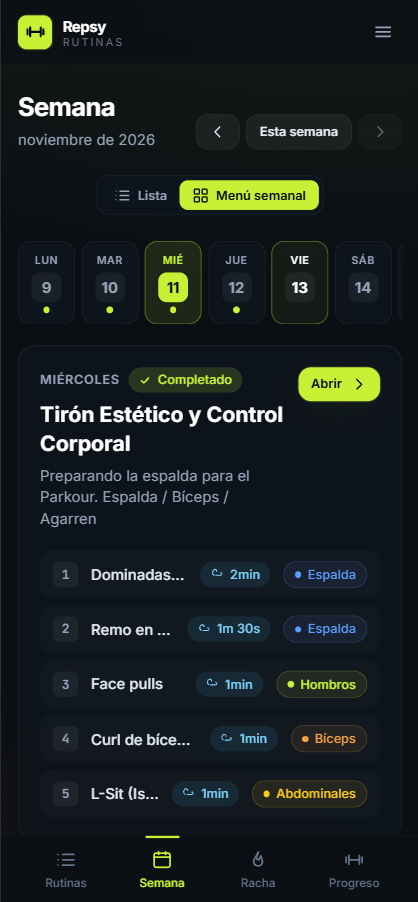 Repsy
RUTINAS
Semana
noviembre de 2026
Esta semana
Lista
Menú semanal
LUN MAR MIÉ JUE VIE SÁB
9 10 11 12 13 14
MIÉRCOLES Completado Abrir
Tirón Estético y Control
Corporal
Preparando la espalda para el
Parkour. Espalda / Bíceps /
Agarren
1 Dominadas... 2min Espalda
2 Remo en ... 1m 30s Espalda
3 Face pulls 1min Hombros
4 Curl de bíce... 1min Bíceps
5 L-Sit (Is... 1min Abdominales
Rutinas Semana Racha Progreso